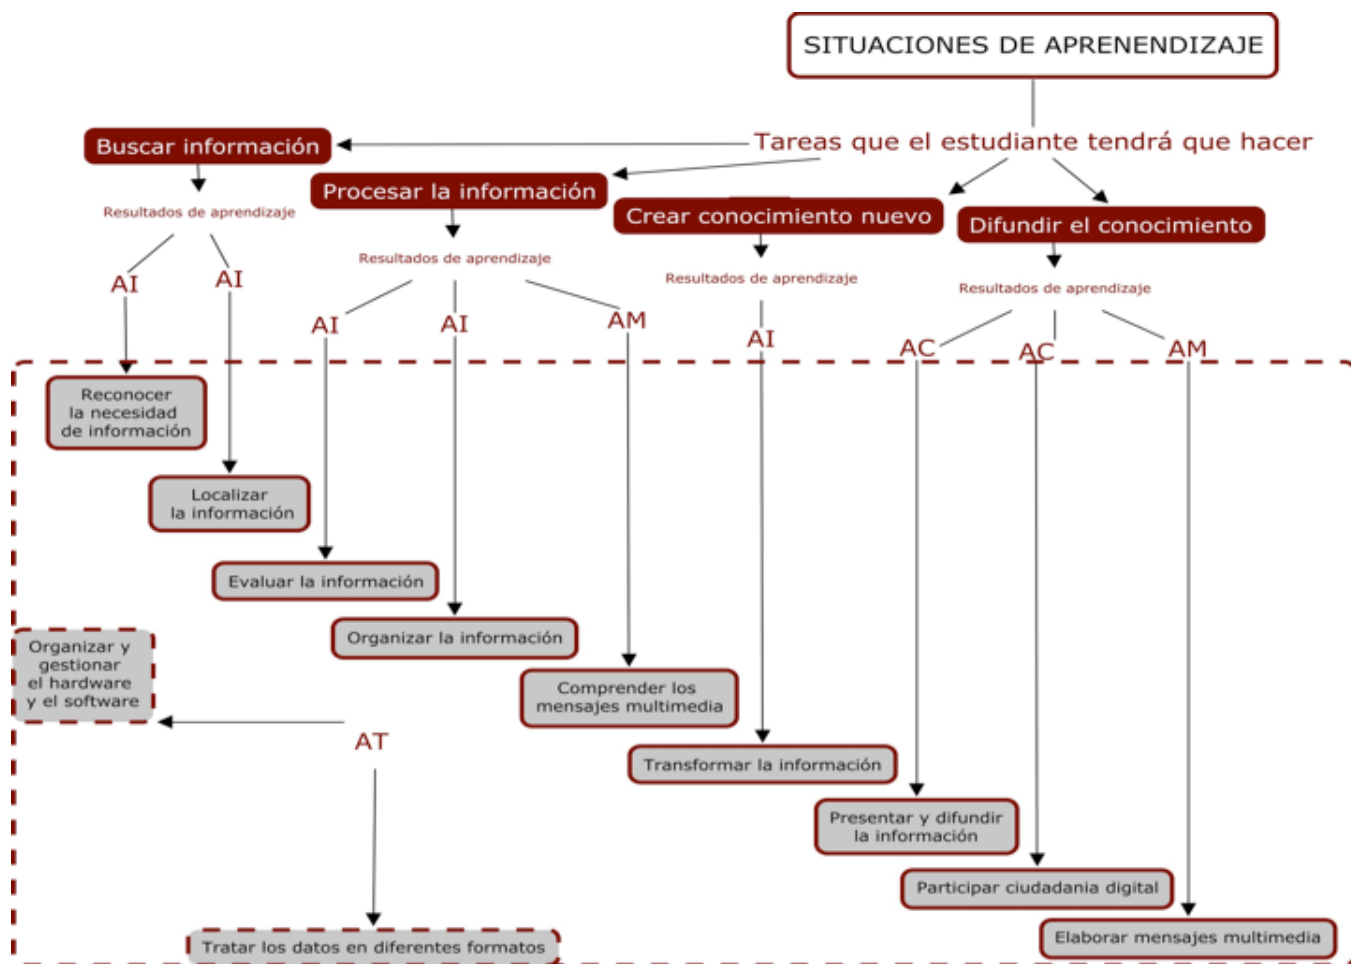 SITUACIONES DE APRENENDIZAJE
Tareas que el estudiante tendrá que hacer
Buscar información
Procesar la información
Crear conocimiento nuevo
Difundir el conocimiento
Resultados de aprendizaje
Resultados de aprendizaje
Resultados de aprendizaje
Resultados de aprendizaje
AI
AI
AI
AI
AM
AI
AC
AC
AM
Reconocer
la necesidad
de información
Localizar
la información
Evaluar la información
Organizar la información
Comprender los
mensajes multimedia
Transformar la información
Presentar y difundir
la información
Participar ciudadania digital
Elaborar mensajes multimedia
Organizar y
gestionar
el hardware
y el software
AT
Tratar los datos en diferentes formatos